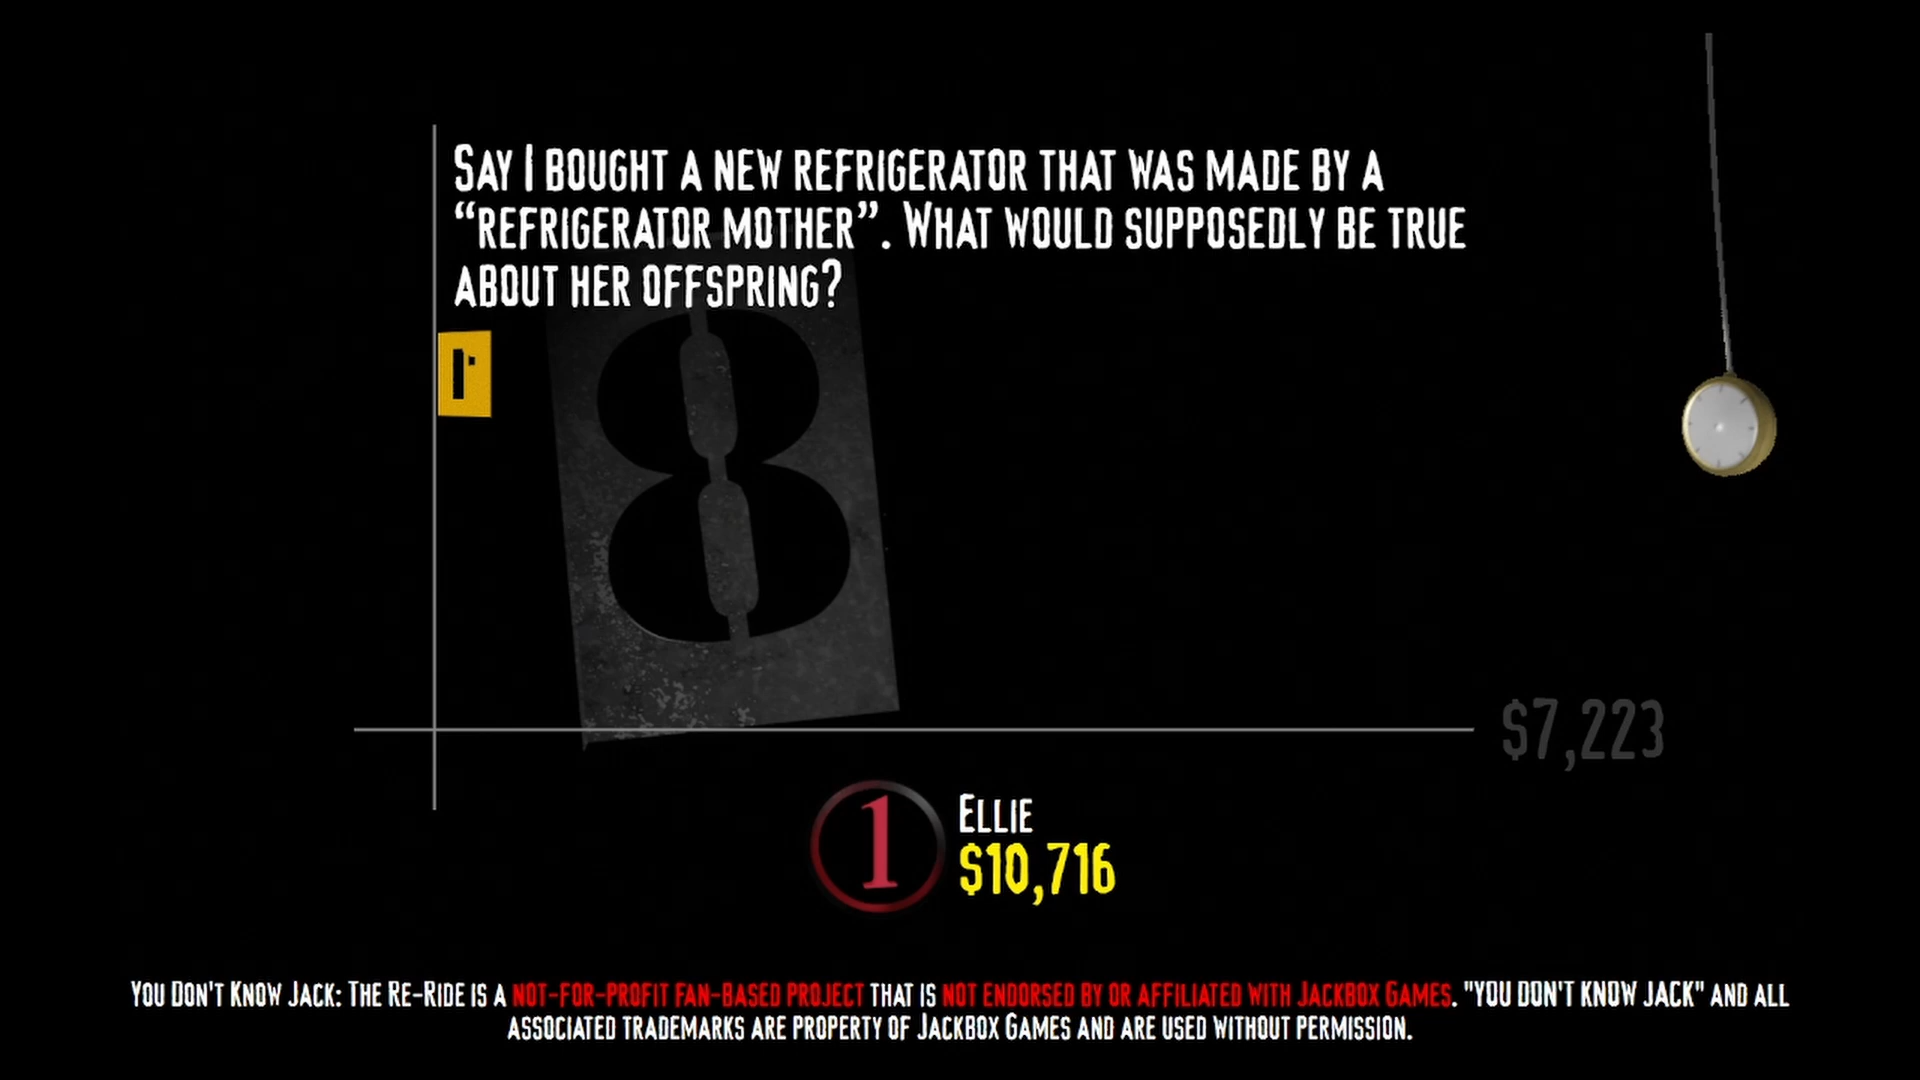 Say I bought a new refrigerator that was made by a
“refrigerator mother”. What would supposedly be true
about her offspring?
1.
8
$7,223
1
Ellie
$10,716
You Don't Know Jack: The Re-Ride is a not-for-profit fan-based project that is not endorsed by or affiliated with Jackbox Games. "YOU DON'T KNOW JACK" and all
associated trademarks are property of Jackbox Games and are used without permission.